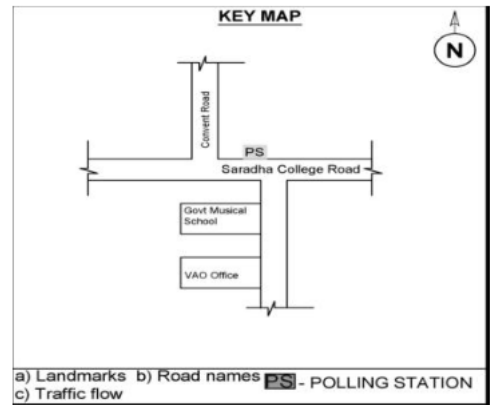 KEY MAP
N
Convent Road
PS
Saradha College Road
Govt Musical
School
VAO Office
a) Landmarks b) Road names PS - POLLING STATION
c) Traffic flow